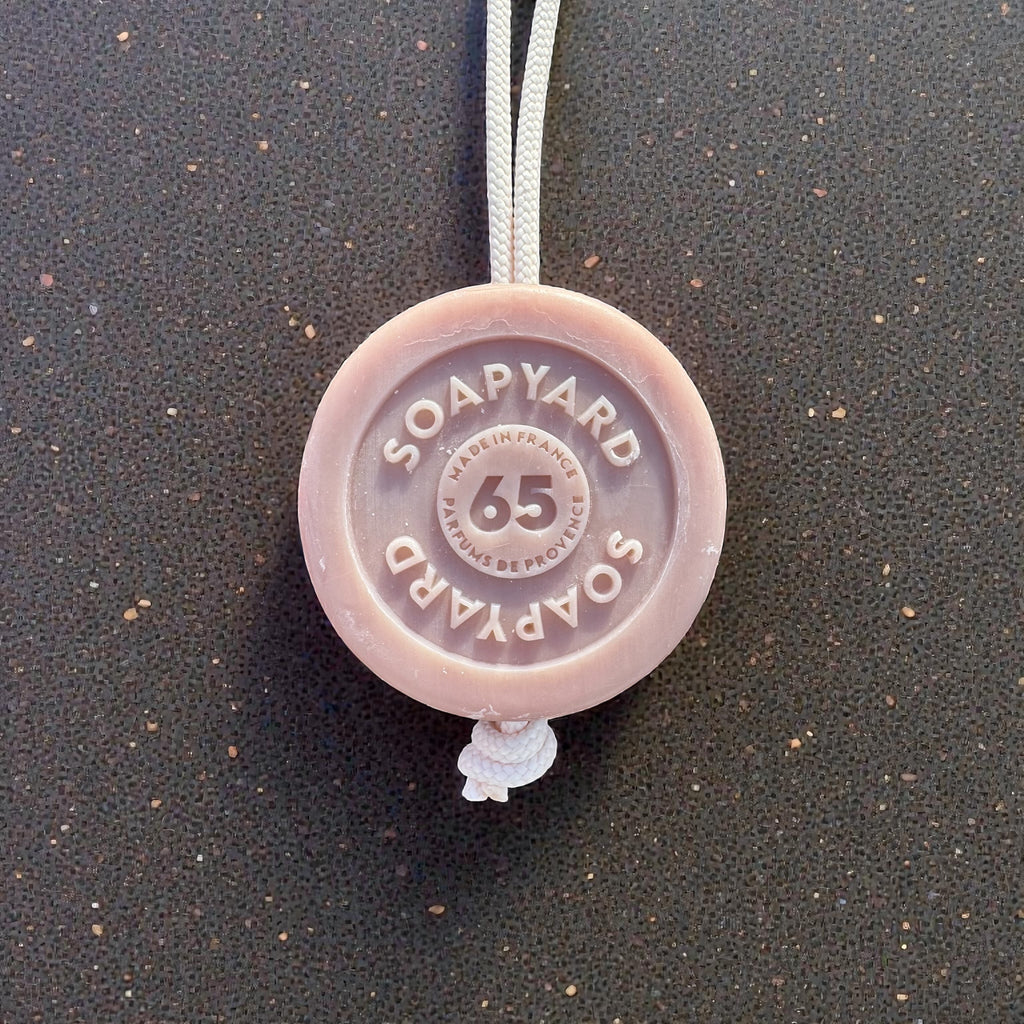 SOAPYARD
MADE IN FRANCE
65
PARFUMS DE PROVENCE
SOAPYARD